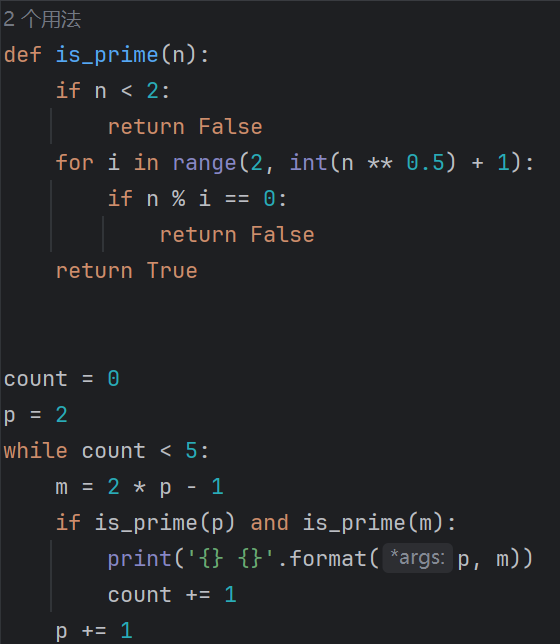 2 个用法
def is_prime(n):
    if n < 2:
        return False
    for i in range(2, int(n ** 0.5) + 1):
        if n % i == 0:
            return False
    return True
count = 0
p = 2
while count < 5:
    m = 2 * p - 1
    if is_prime(p) and is_prime(m):
        print('{} {}'.format(*args: p, m))
        count += 1
    p += 1